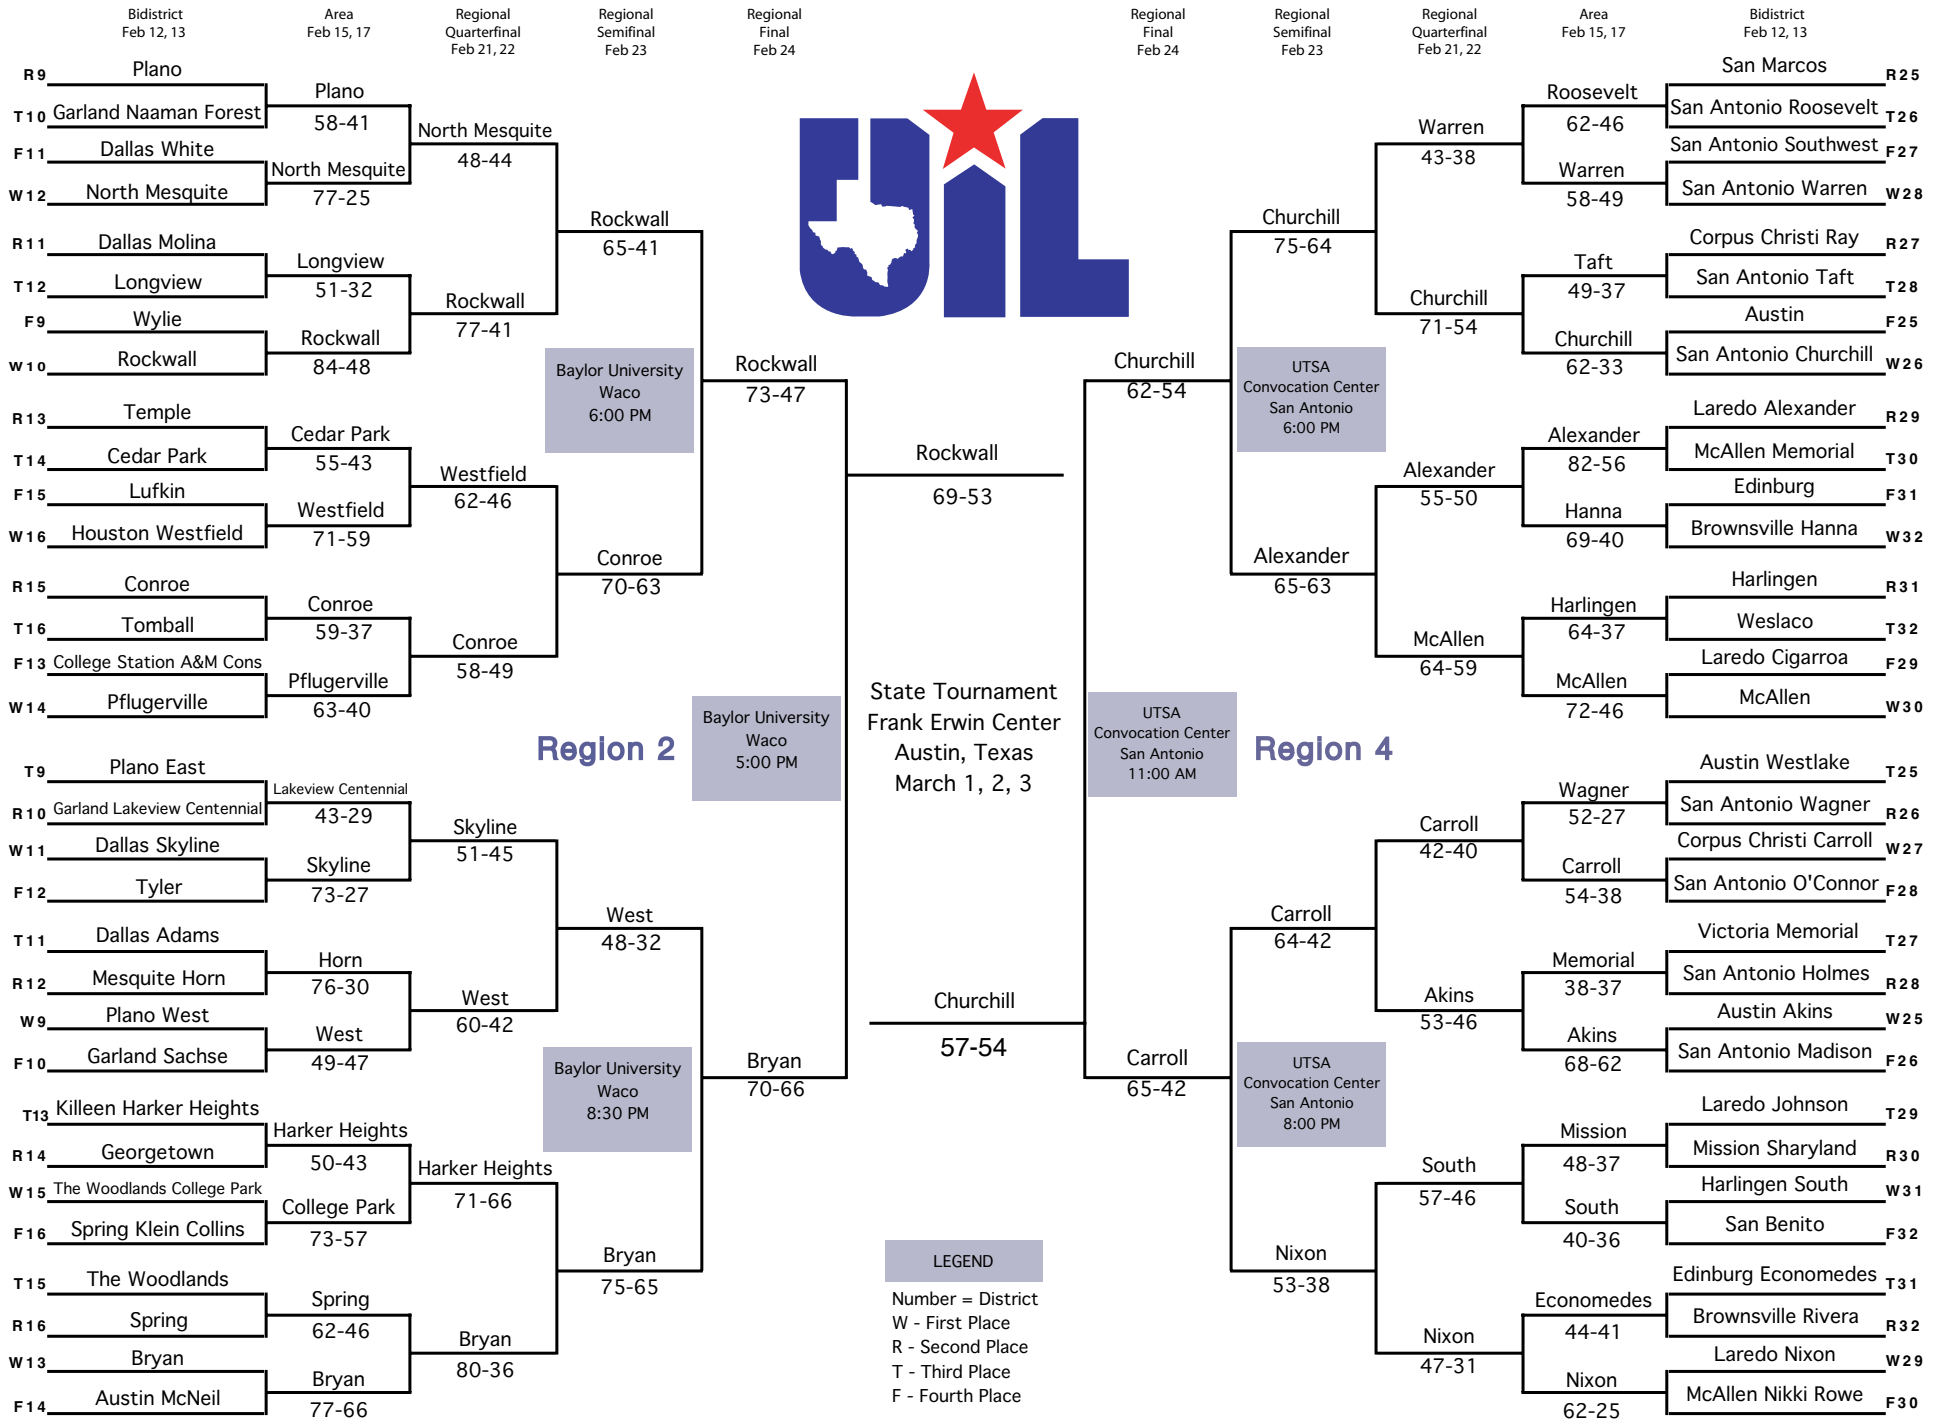 Bidistrict
Feb 12, 13
Area
Feb 15, 17
Regional
Quarterfinal
Feb 21, 22
Regional
Semifinal
Feb 23
Regional
Final
Feb 24
Regional
Final
Feb 24
Regional
Semifinal
Feb 23
Regional
Quarterfinal
Feb 21, 22
Area
Feb 15, 17
Bidistrict
Feb 12, 13
R9 Plano
T10 Garland Naaman Forest
F11 Dallas White
W12 North Mesquite
R11 Dallas Molina
T12 Longview
F9 Wylie
W10 Rockwall
R13 Temple
T14 Cedar Park
F15 Lufkin
W16 Houston Westfield
R15 Conroe
T16 Tomball
F13 College Station A&M Cons
W14 Pflugerville
T9 Plano East
R10 Garland Lakeview Centennial
W11 Dallas Skyline
F12 Tyler
T11 Dallas Adams
R12 Mesquite Horn
W9 Plano West
F10 Garland Sachse
T13 Killeen Harker Heights
R14 Georgetown
W15 The Woodlands College Park
F16 Spring Klein Collins
T15 The Woodlands
R16 Spring
W13 Bryan
F14 Austin McNeil
Plano
58-41
North Mesquite
77-25
Longview
51-32
Rockwall
84-48
Cedar Park
55-43
Westfield
71-59
Conroe
59-37
Pflugerville
63-40
Lakeview Centennial
43-29
Skyline
73-27
Horn
76-30
West
49-47
Harker Heights
50-43
College Park
73-57
Spring
62-46
Bryan
77-66
North Mesquite
48-44
Rockwall
77-41
Westfield
62-46
Conroe
58-49
Skyline
51-45
West
60-42
Harker Heights
71-66
Bryan
80-36
Rockwall
65-41
Baylor University
Waco
6:00 PM
Conroe
70-63
Region 2
West
48-32
Baylor University
Waco
8:30 PM
Bryan
75-65
Rockwall
73-47
Baylor University
Waco
5:00 PM
Bryan
70-66
UIL
Rockwall
69-53
State Tournament
Frank Erwin Center
Austin, Texas
March 1, 2, 3
Churchill
57-54
LEGEND
Number = District
W - First Place
R - Second Place
T - Third Place
F - Fourth Place
Churchill
62-54
UTSA
Convocation Center
San Antonio
11:00 AM
Carroll
65-42
Churchill
75-64
UTSA
Convocation Center
San Antonio
6:00 PM
Alexander
65-63
Region 4
Carroll
64-42
UTSA
Convocation Center
San Antonio
8:00 PM
Nixon
53-38
Warren
43-38
Churchill
71-54
Alexander
55-50
McAllen
64-59
Carroll
42-40
Akins
53-46
South
57-46
Nixon
47-31
Roosevelt
62-46
Warren
58-49
Taft
49-37
Churchill
62-33
Alexander
82-56
Hanna
69-40
Harlingen
64-37
McAllen
72-46
Wagner
52-27
Carroll
54-38
Memorial
38-37
Akins
68-62
Mission
48-37
South
40-36
Economedes
44-41
Nixon
62-25
San Marcos R25
San Antonio Roosevelt T26
San Antonio Southwest F27
San Antonio Warren W28
Corpus Christi Ray R27
San Antonio Taft T28
Austin F25
San Antonio Churchill W26
Laredo Alexander R29
McAllen Memorial T30
Edinburg F31
Brownsville Hanna W32
Harlingen R31
Weslaco T32
Laredo Cigarroa F29
McAllen W30
Austin Westlake T25
San Antonio Wagner R26
Corpus Christi Carroll W27
San Antonio O'Connor F28
Victoria Memorial T27
San Antonio Holmes R28
Austin Akins W25
San Antonio Madison F26
Laredo Johnson T29
Mission Sharyland R30
Harlingen South W31
San Benito F32
Edinburg Economedes T31
Brownsville Rivera R32
Laredo Nixon W29
McAllen Nikki Rowe F30